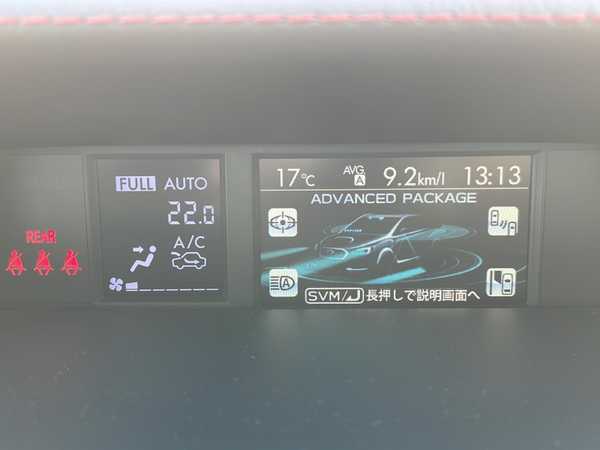 REAR
FULL AUTO
22.0
A/C
17℃ AVG A 9.2km/l 13:13
ADVANCED PACKAGE
A
SVM/ 長押しで説明画面へ